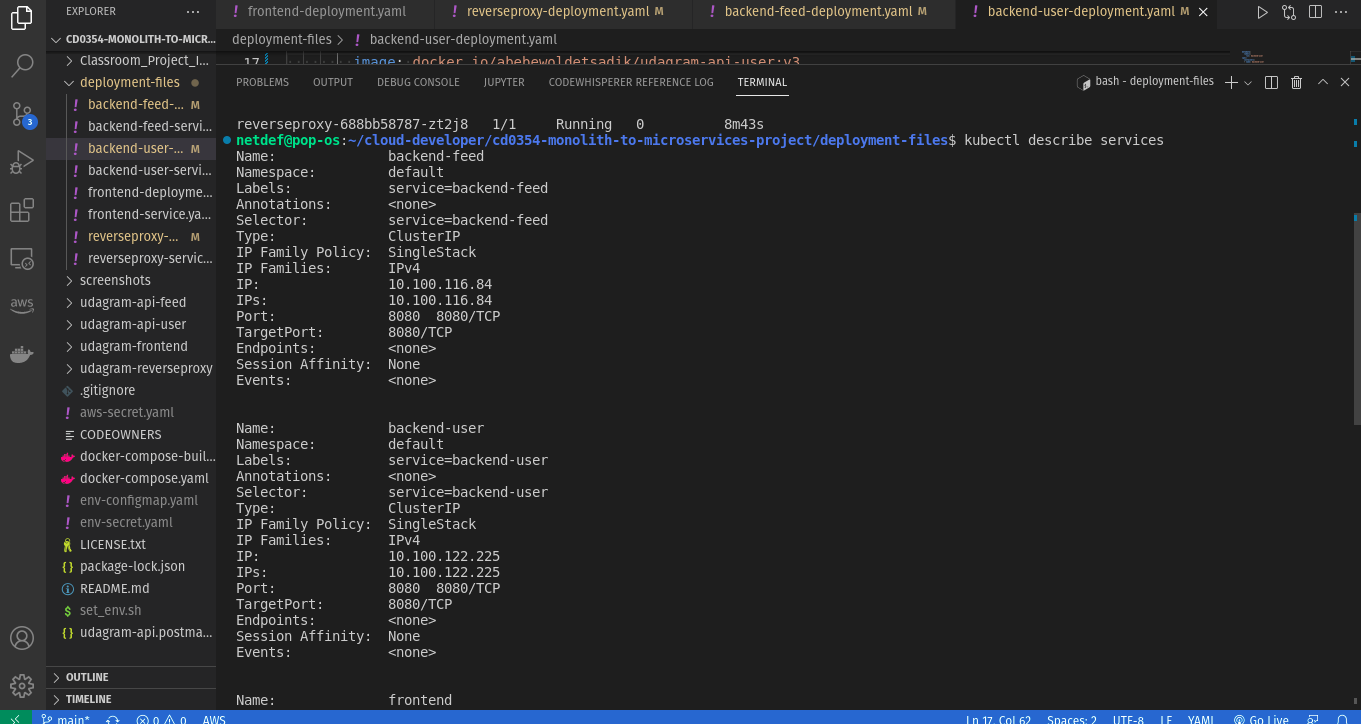 EXPLORER ···
CD0354-MONOLITH-TO-MICR...
Classroom_Project_I...
deployment-files
backend-feed-... M
backend-feed-servi...
backend-user-... M
backend-user-servi...
frontend-deployme...
frontend-service.ya...
reverseproxy-... M
reverseproxy-servic...
screenshots
udagram-api-feed
udagram-api-user
udagram-frontend
udagram-reverseproxy
.gitignore
aws-secret.yaml
CODEOWNERS
docker-compose-buil...
docker-compose.yaml
env-configmap.yaml
env-secret.yaml
LICENSE.txt
package-lock.json
README.md
set_env.sh
udagram-api.postma...
OUTLINE
TIMELINE
3
aws
frontend-deployment.yaml
reverseproxy-deployment.yaml M
backend-feed-deployment.yaml M
backend-user-deployment.yaml M
deployment-files > ! backend-user-deployment.yaml
17 image: docker.io/abebewoldetsadik/udagram-api-user:v3
PROBLEMS OUTPUT DEBUG CONSOLE JUPYTER CODEWHISPERER REFERENCE LOG TERMINAL
bash - deployment-files
reverseproxy-688bb58787-zt2j8 1/1 Running 0 8m43s
netdef@pop-os:~/cloud-developer/cd0354-monolith-to-microservices-project/deployment-files$ kubectl describe services
Name: backend-feed
Namespace: default
Labels: service=backend-feed
Annotations: <none>
Selector: service=backend-feed
Type: ClusterIP
IP Family Policy: SingleStack
IP Families: IPv4
IP: 10.100.116.84
IPs: 10.100.116.84
Port: 8080 8080/TCP
TargetPort: 8080/TCP
Endpoints: <none>
Session Affinity: None
Events: <none>
Name: backend-user
Namespace: default
Labels: service=backend-user
Annotations: <none>
Selector: service=backend-user
Type: ClusterIP
IP Family Policy: SingleStack
IP Families: IPv4
IP: 10.100.122.225
IPs: 10.100.122.225
Port: 8080 8080/TCP
TargetPort: 8080/TCP
Endpoints: <none>
Session Affinity: None
Events: <none>
Name: frontend
main* 0 0 AWS Ln 17, Col 62 Spaces: 2 UTF-8 LF YAML Go Live